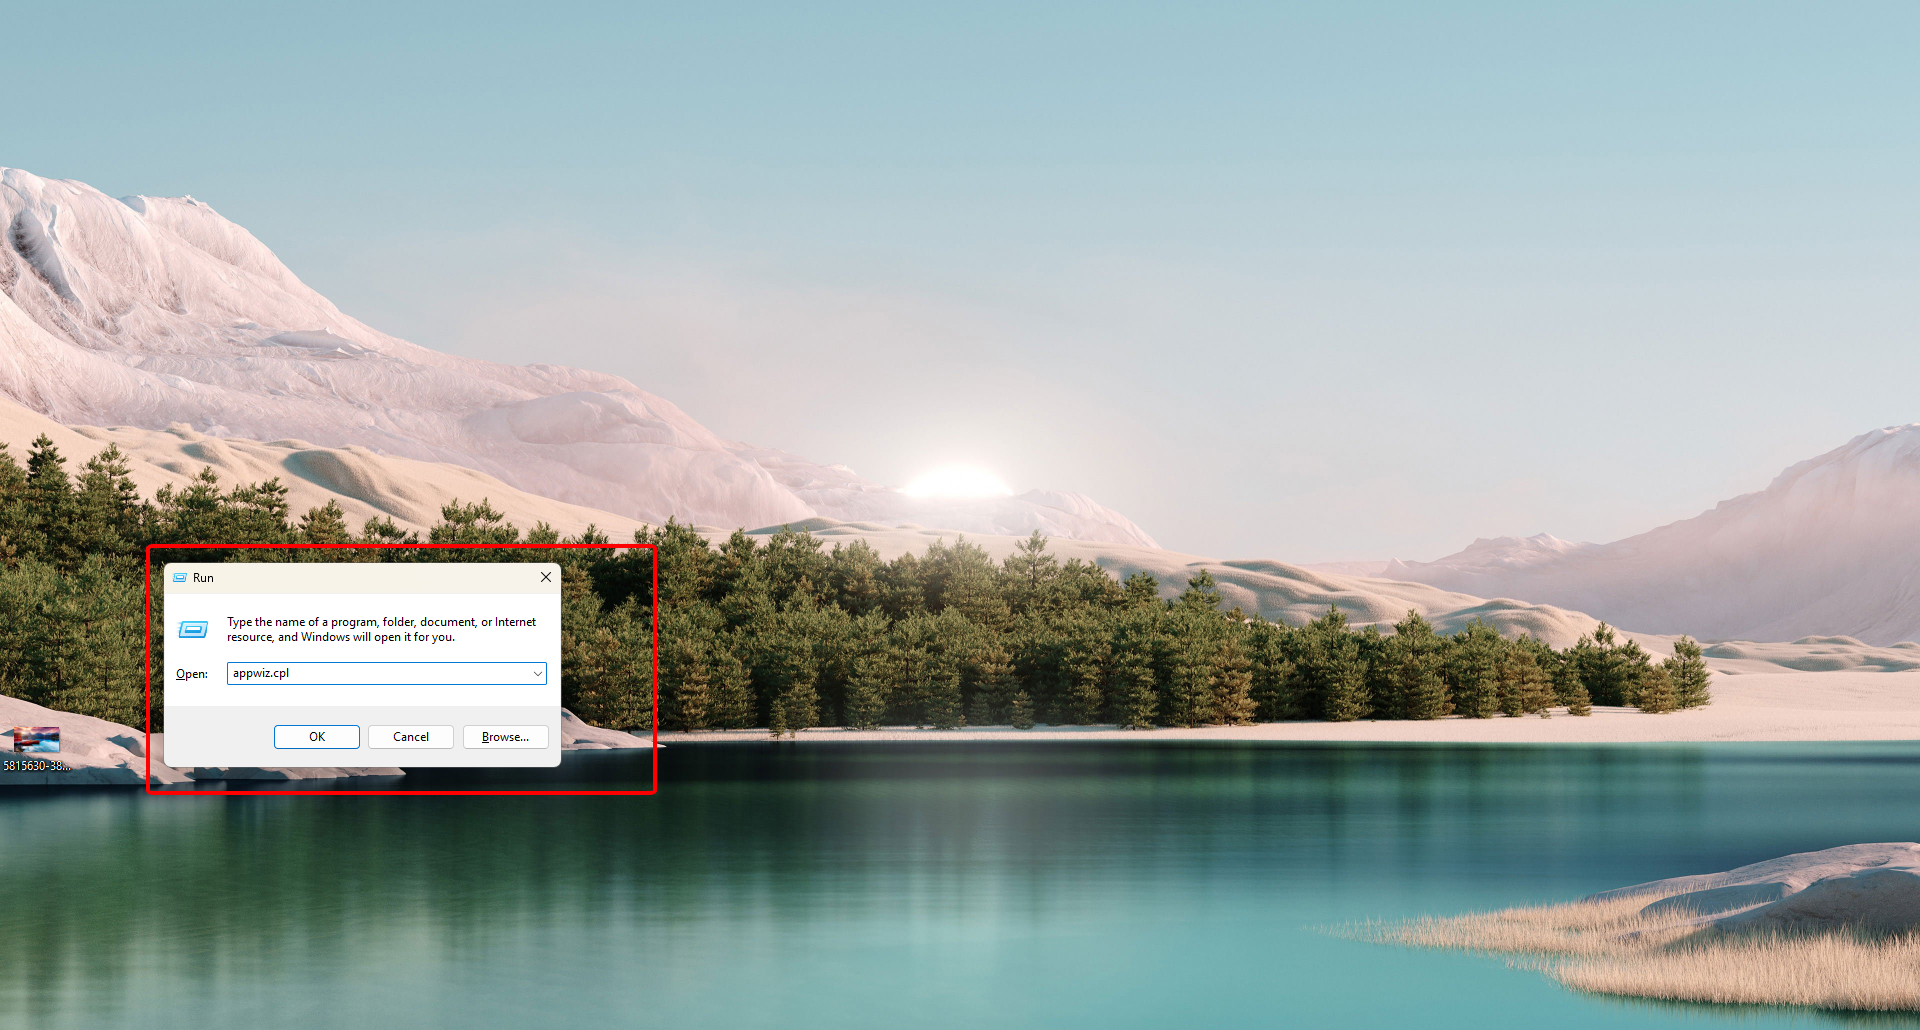 Run
Type the name of a program, folder, document, or Internet
resource, and Windows will open it for you.
Open: appwiz.cpl
OK Cancel Browse...
5815630-38...